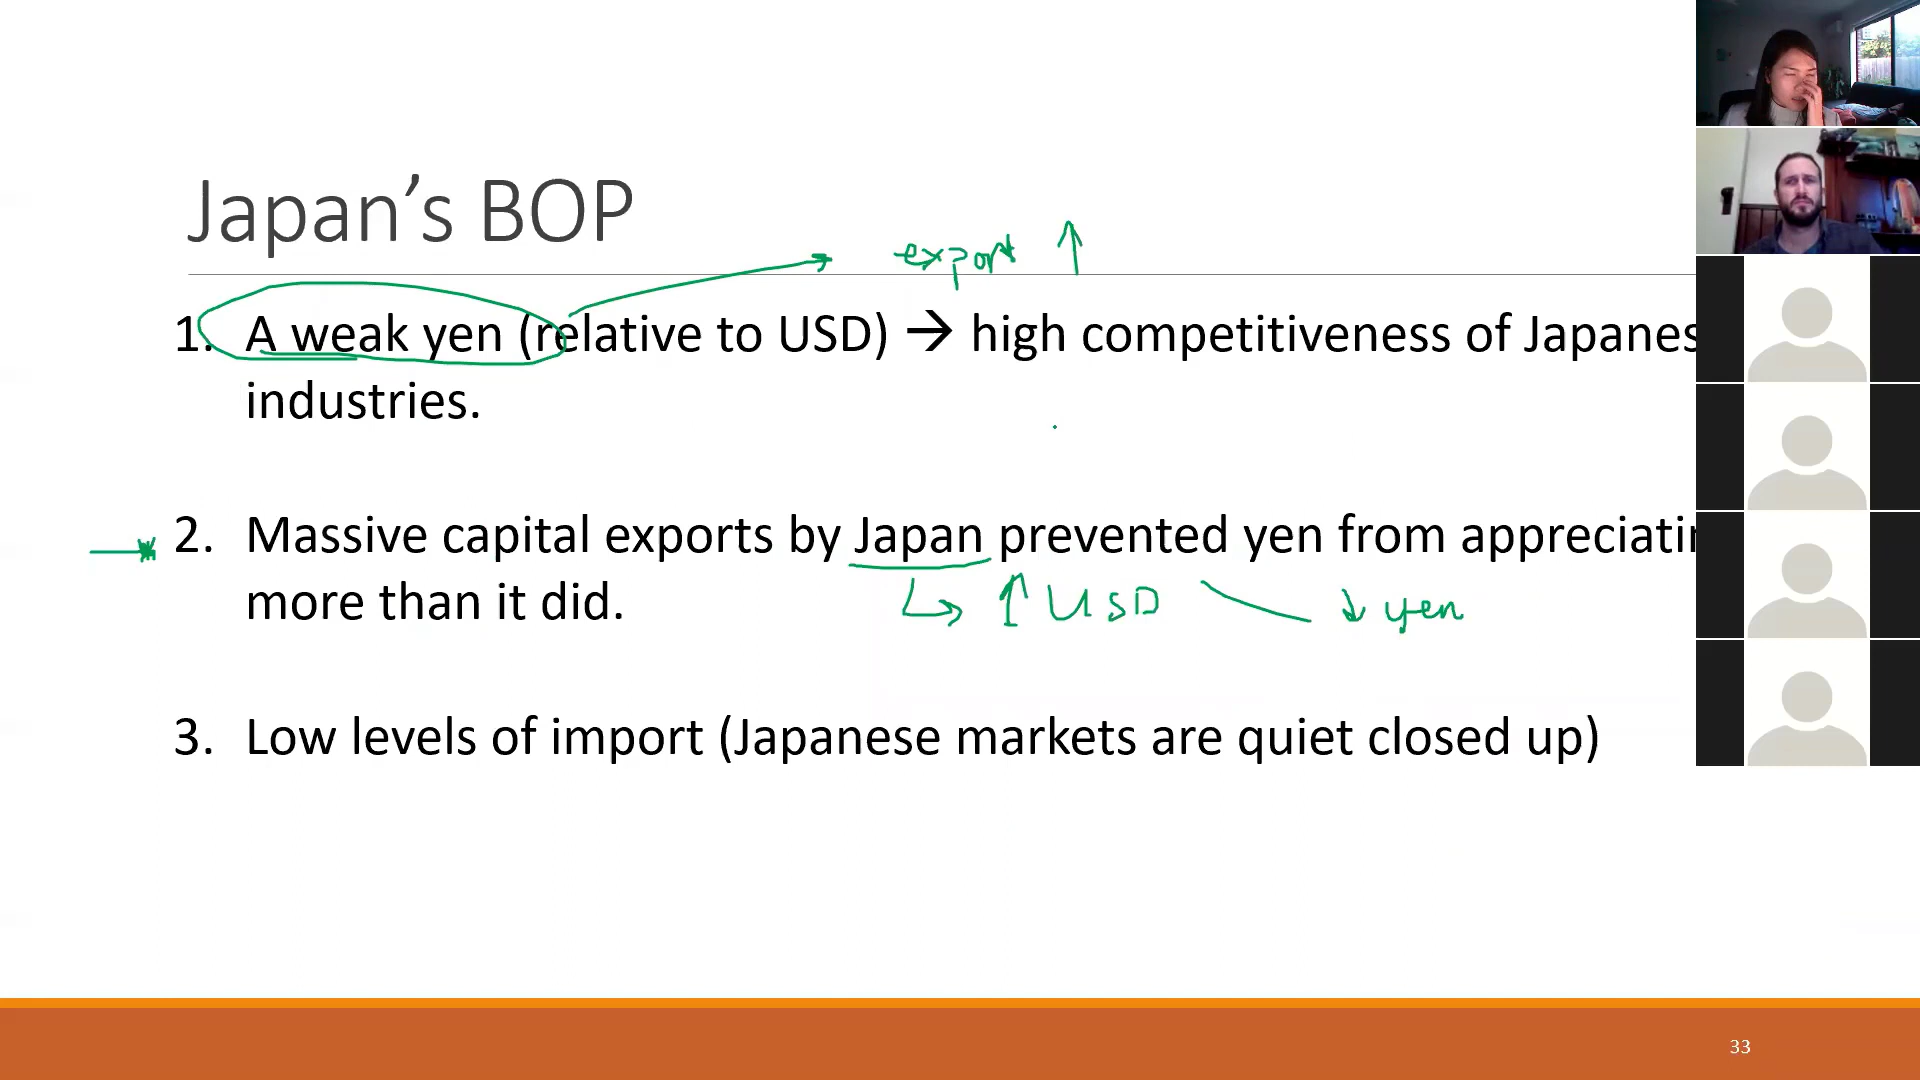 Japan's BOP
export ↑
1. A weak yen (relative to USD) → high competitiveness of Japanes
industries.
2. Massive capital exports by Japan prevented yen from appreciatin
more than it did.
↑ USD ↓ yen
3. Low levels of import (Japanese markets are quiet closed up)
33